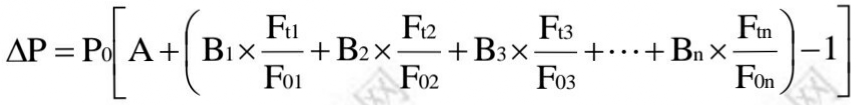 ΔP = P₀[A + (B₁ × Fₜ₁/F₀₁ + B₂ × Fₜ₂/F₀₂ + B₃ × Fₜ₃/F₀₃ + ⋯ + Bₙ × Fₜₙ/F₀ₙ) − 1]